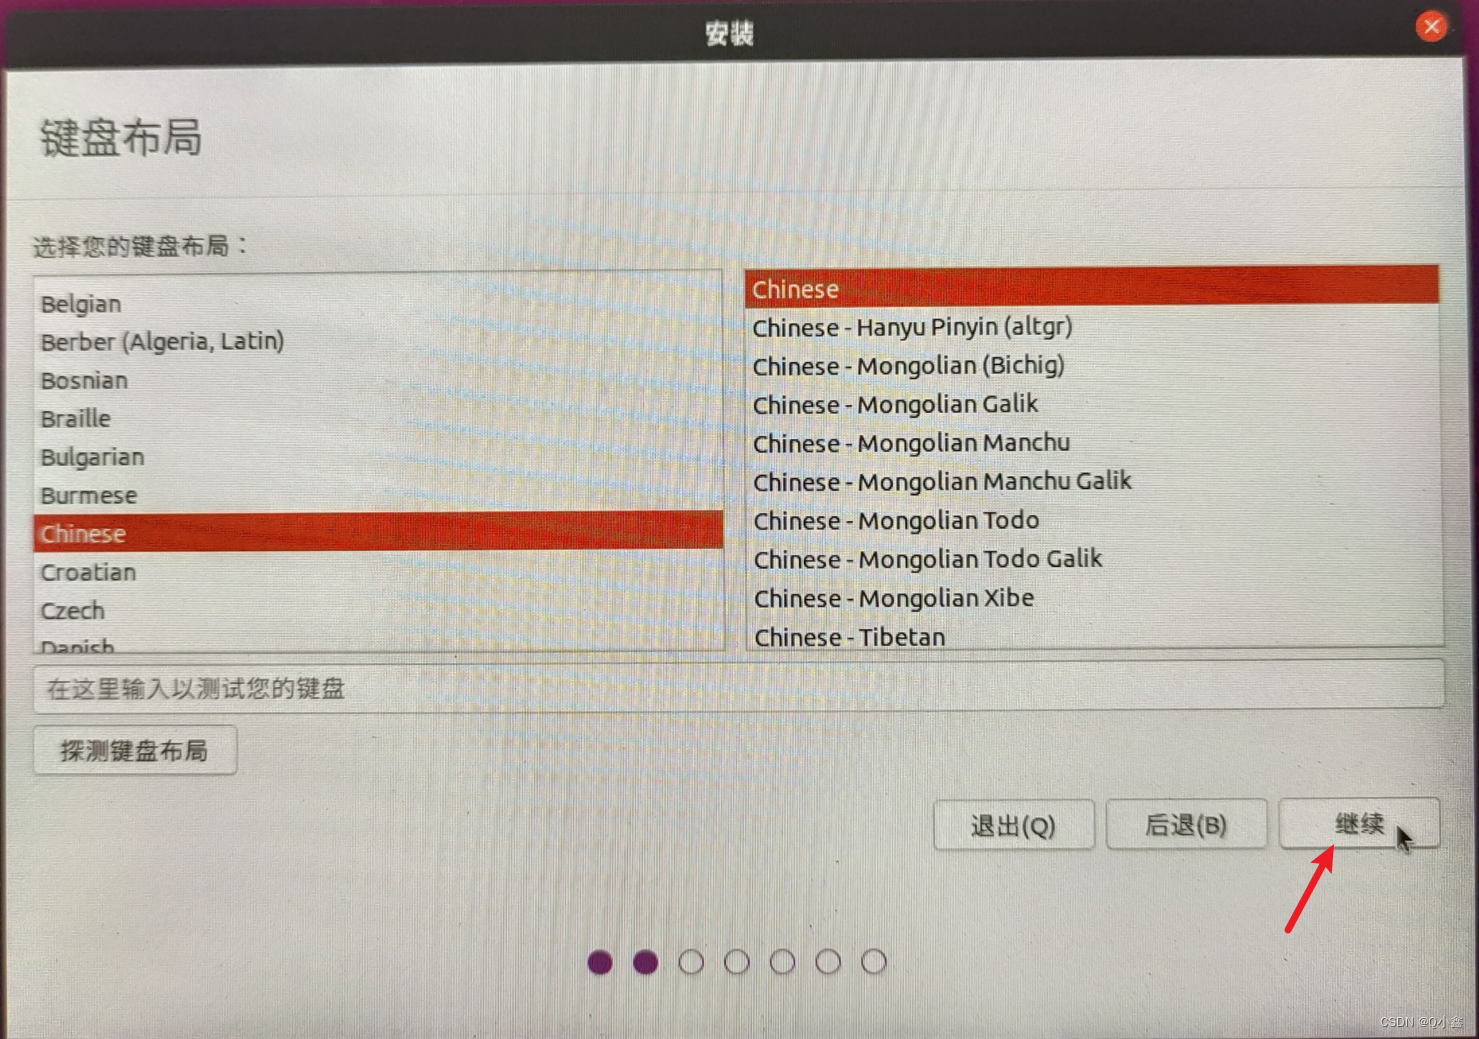 安装
键盘布局
选择您的键盘布局：
Belgian
Berber (Algeria, Latin)
Bosnian
Braille
Bulgarian
Burmese
Chinese
Croatian
Czech
Danish
Chinese
Chinese - Hanyu Pinyin (altgr)
Chinese - Mongolian (Bichig)
Chinese - Mongolian Galik
Chinese - Mongolian Manchu
Chinese - Mongolian Manchu Galik
Chinese - Mongolian Todo
Chinese - Mongolian Todo Galik
Chinese - Mongolian Xibe
Chinese - Tibetan
在这里输入以测试您的键盘
探测键盘布局
退出(Q)
后退(B)
继续
CSDN @Q小鑫